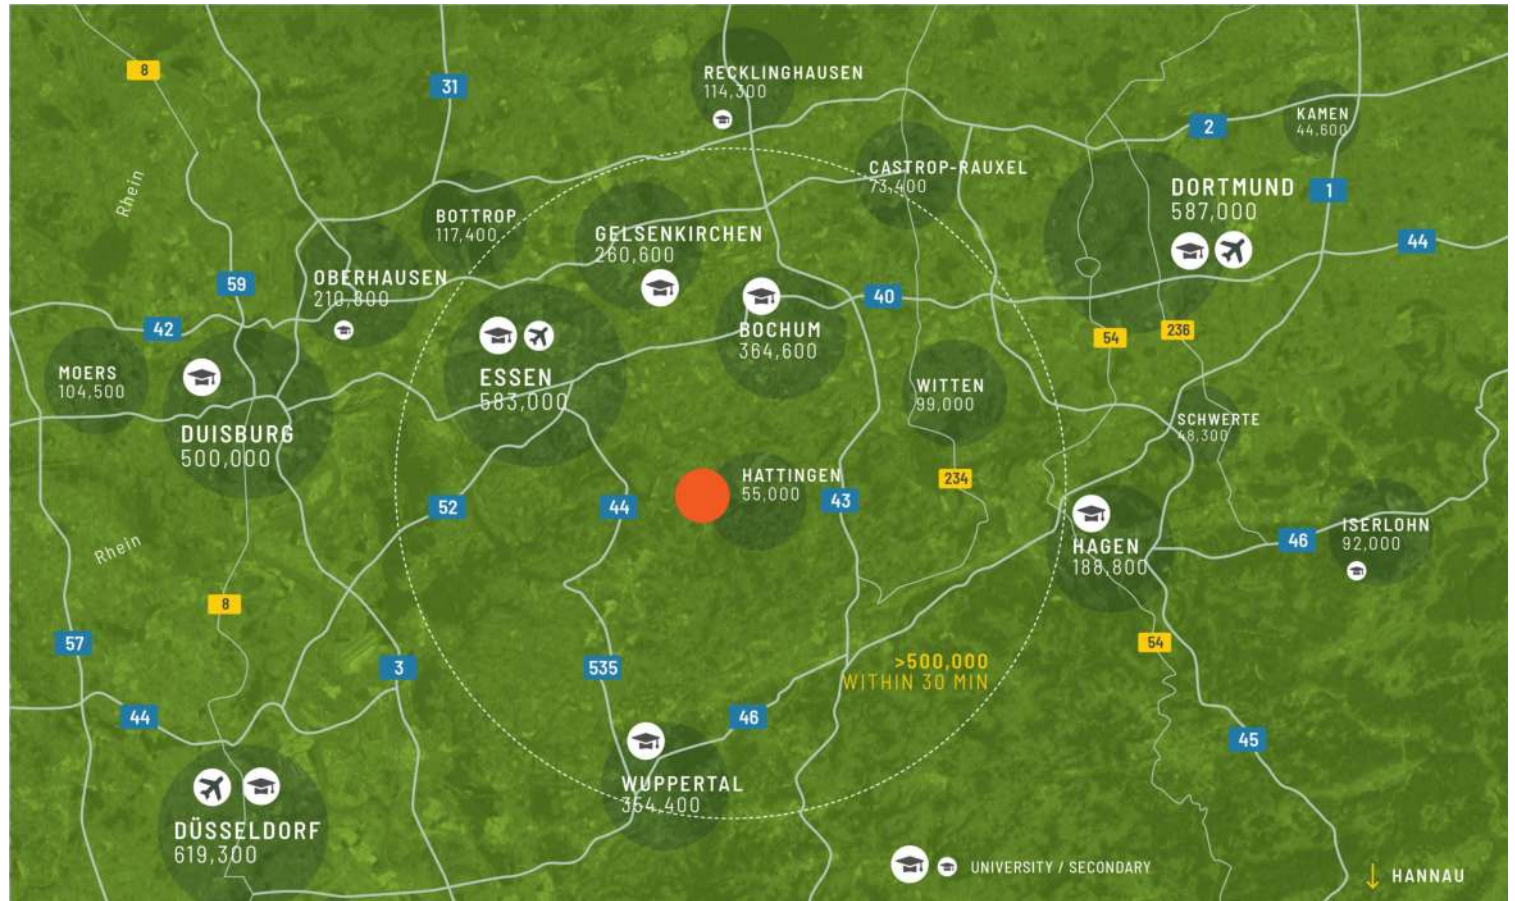 RECKLINGHAUSEN
114,300
8
31
KAMEN
44,600
2
Rhein
CASTROP-RAUXEL
73,400
DORTMUND
587,000
1
BOTTROP
117,400
GELSENKIRCHEN
260,600
44
OBERHAUSEN
210,800
59
40
42
BOCHUM
364,600
54
236
MOERS
104,500
ESSEN
583,000
WITTEN
99,000
DUISBURG
500,000
SCHWERTE
48,300
HATTINGEN
55,000
234
52
44
43
Rhein
HAGEN
188,800
46
ISERLOHN
92,000
8
57
3
535
54
>500,000
WITHIN 30 MIN
44
46
45
WUPPERTAL
354,400
DÜSSELDORF
619,300
UNIVERSITY / SECONDARY
HANNAU